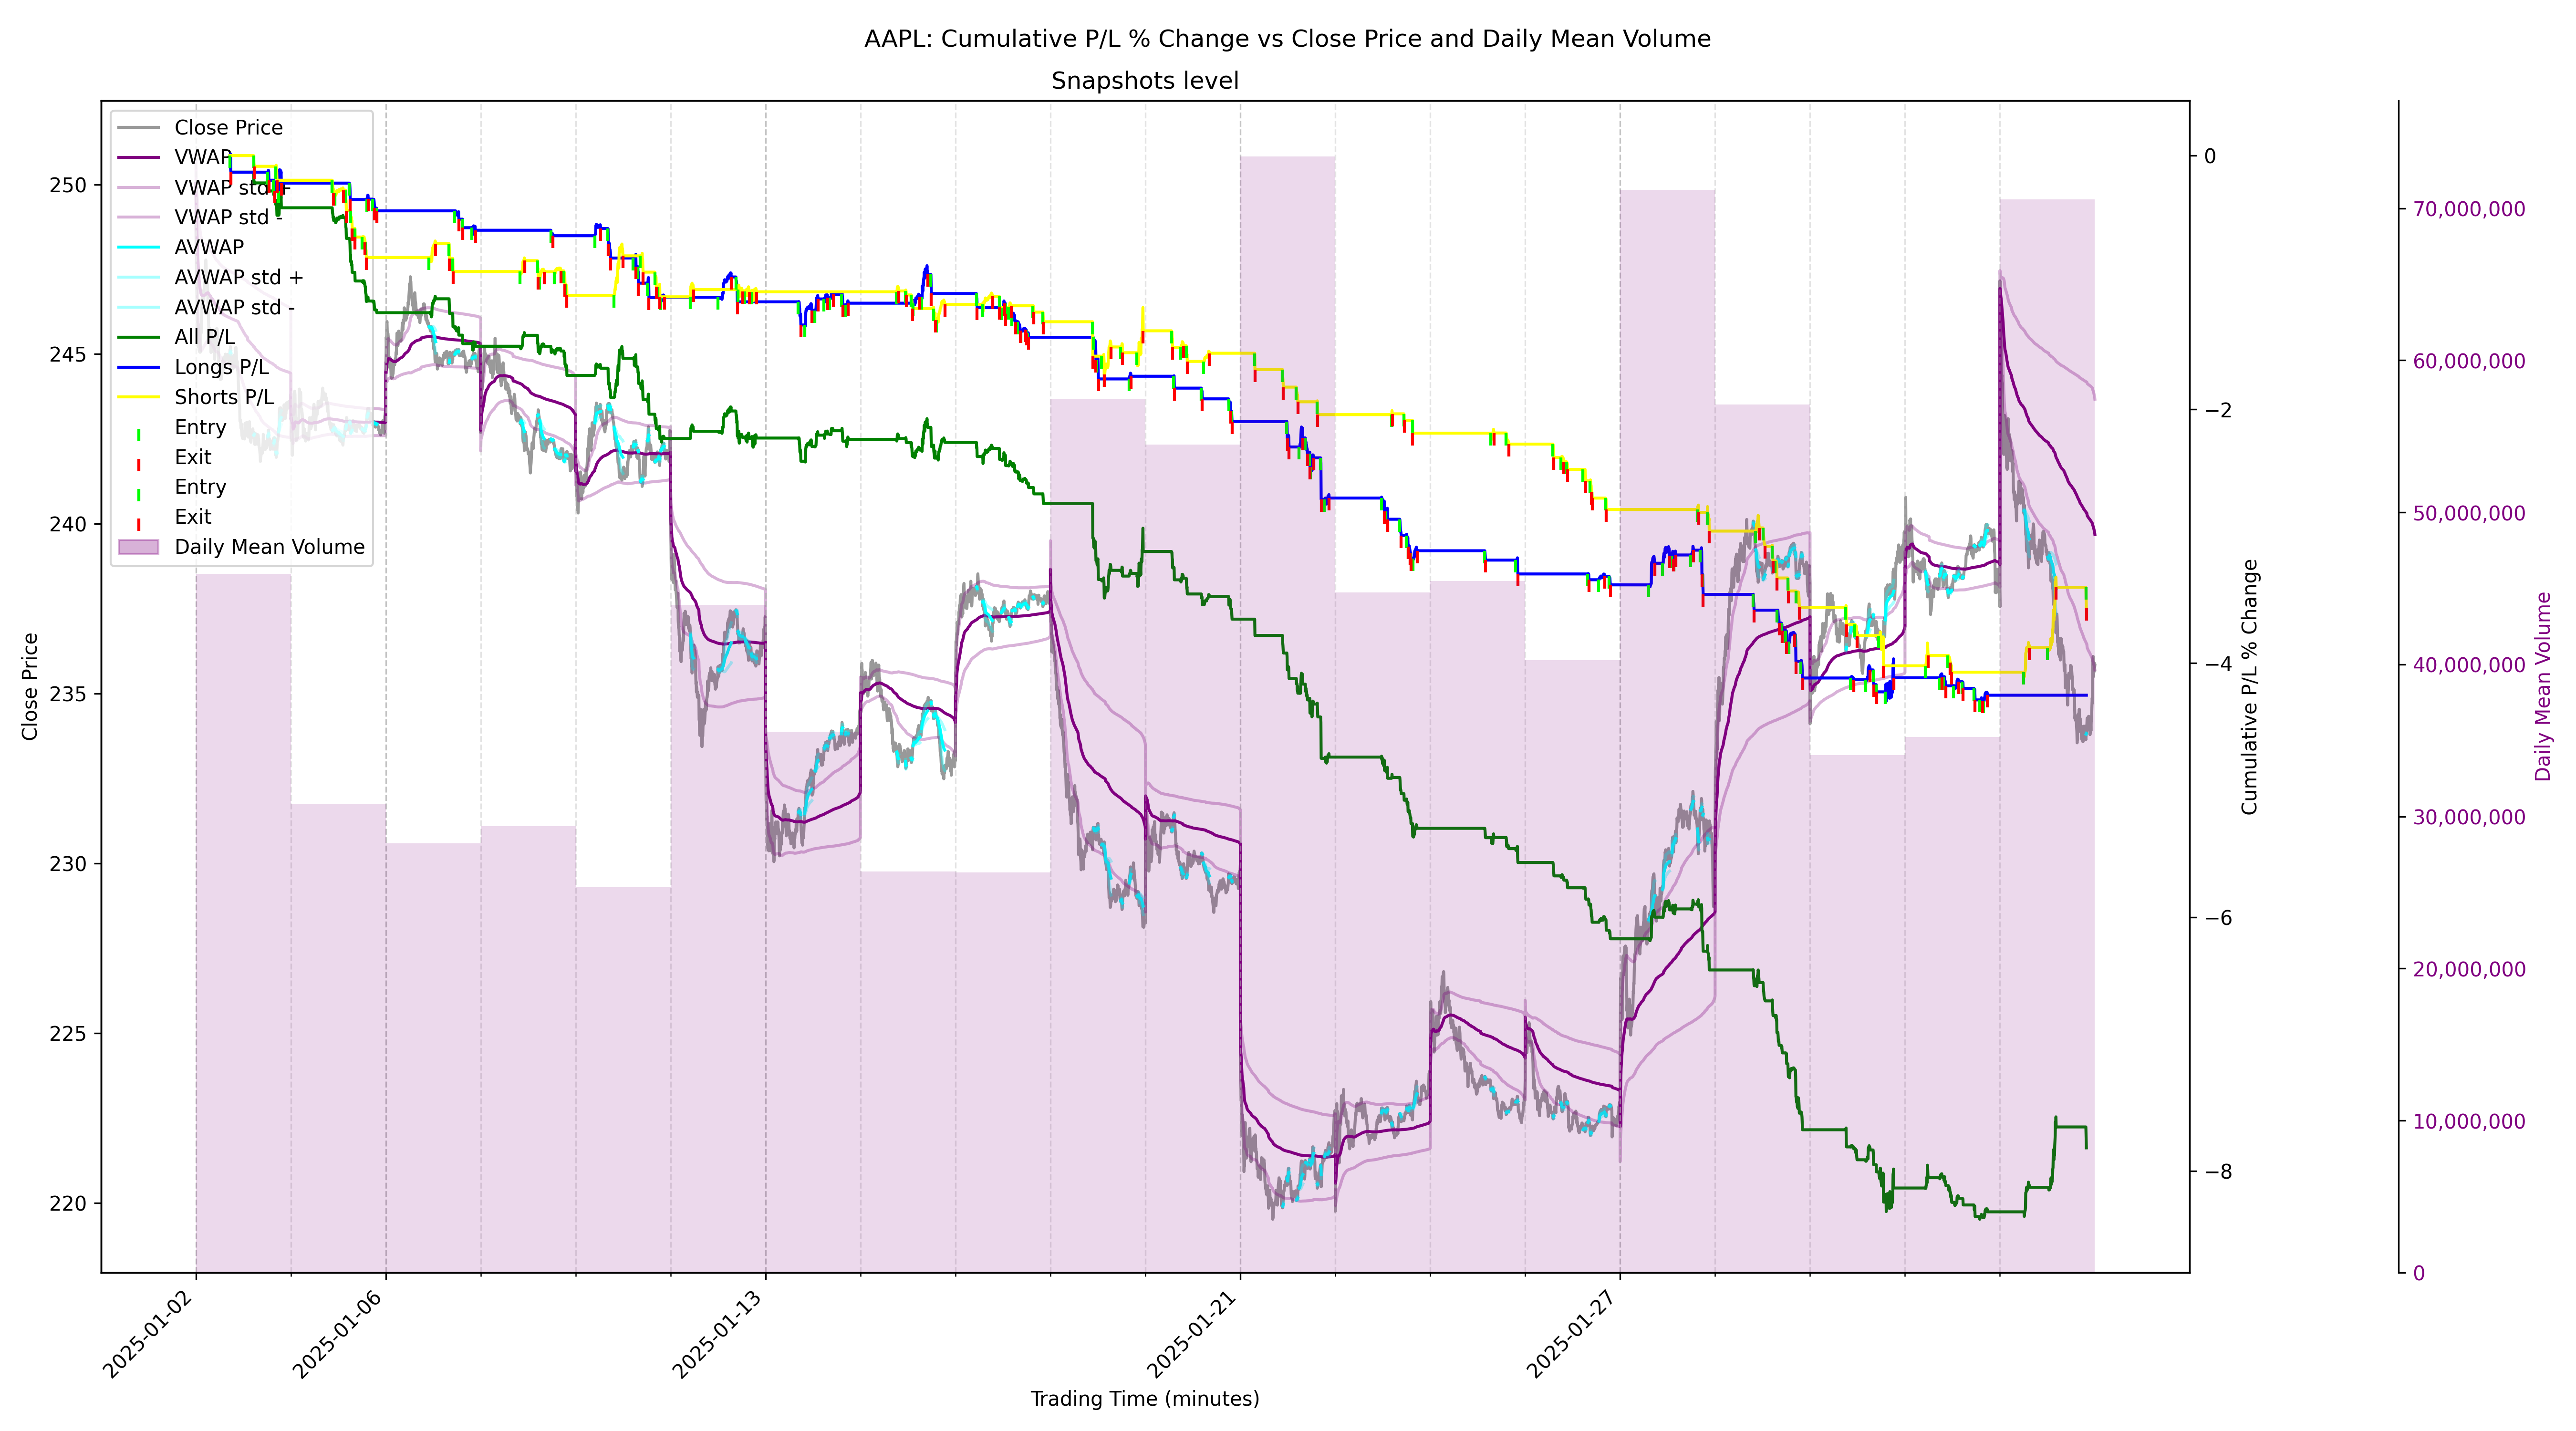 AAPL: Cumulative P/L % Change vs Close Price and Daily Mean Volume
Snapshots level
Close Price
VWAP
VWAP std +
VWAP std -
AVWAP
AVWAP std +
AVWAP std -
All P/L
Longs P/L
Shorts P/L
Entry
Exit
Entry
Exit
Daily Mean Volume
250
245
240
235
230
225
220
Close Price
0
−2
−4
−6
−8
Cumulative P/L % Change
70,000,000
60,000,000
50,000,000
40,000,000
30,000,000
20,000,000
10,000,000
0
Daily Mean Volume
2025-01-02
2025-01-06
2025-01-13
2025-01-21
2025-01-27
Trading Time (minutes)